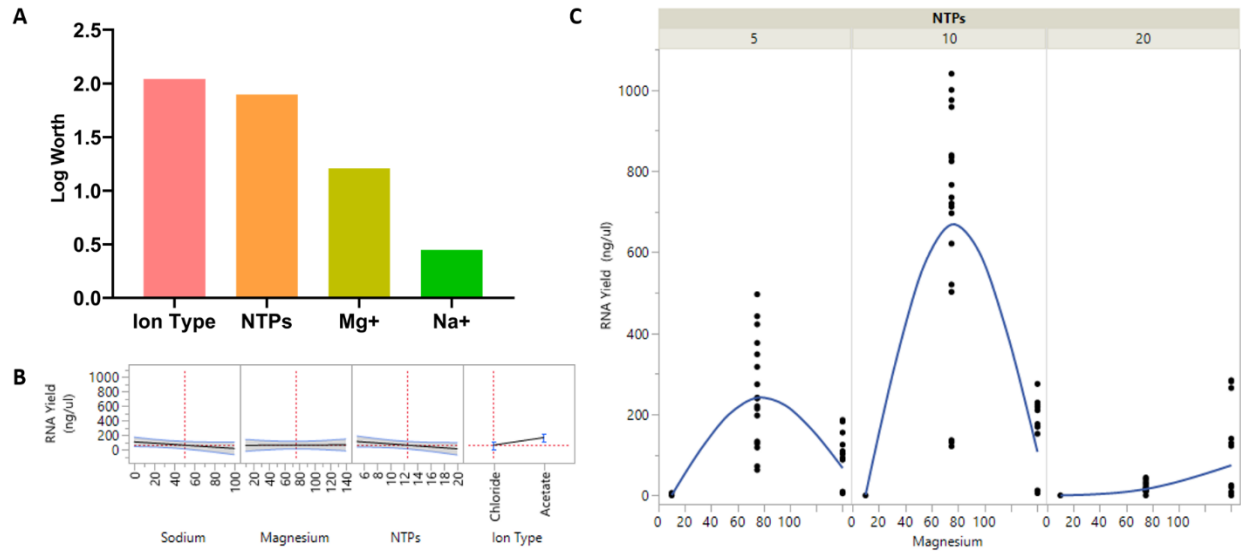 A
2.5
2.0
1.5
1.0
0.5
0.0
Log Worth
Ion Type NTPs Mg+ Na+
B
RNA Yield
(ng/ul)
1000
800
600
400
200
0
0 20 40 60 80 100
0 20 40 60 80 100 120 140
6 8 10 12 14 16 18 20
Chloride Acetate
Sodium Magnesium NTPs Ion Type
C
NTPs
5 10 20
1000
800
600
400
200
0
RNA Yield (ng/ul)
0 20 40 60 80 100 0 20 40 60 80 100 0 20 40 60 80 100
Magnesium